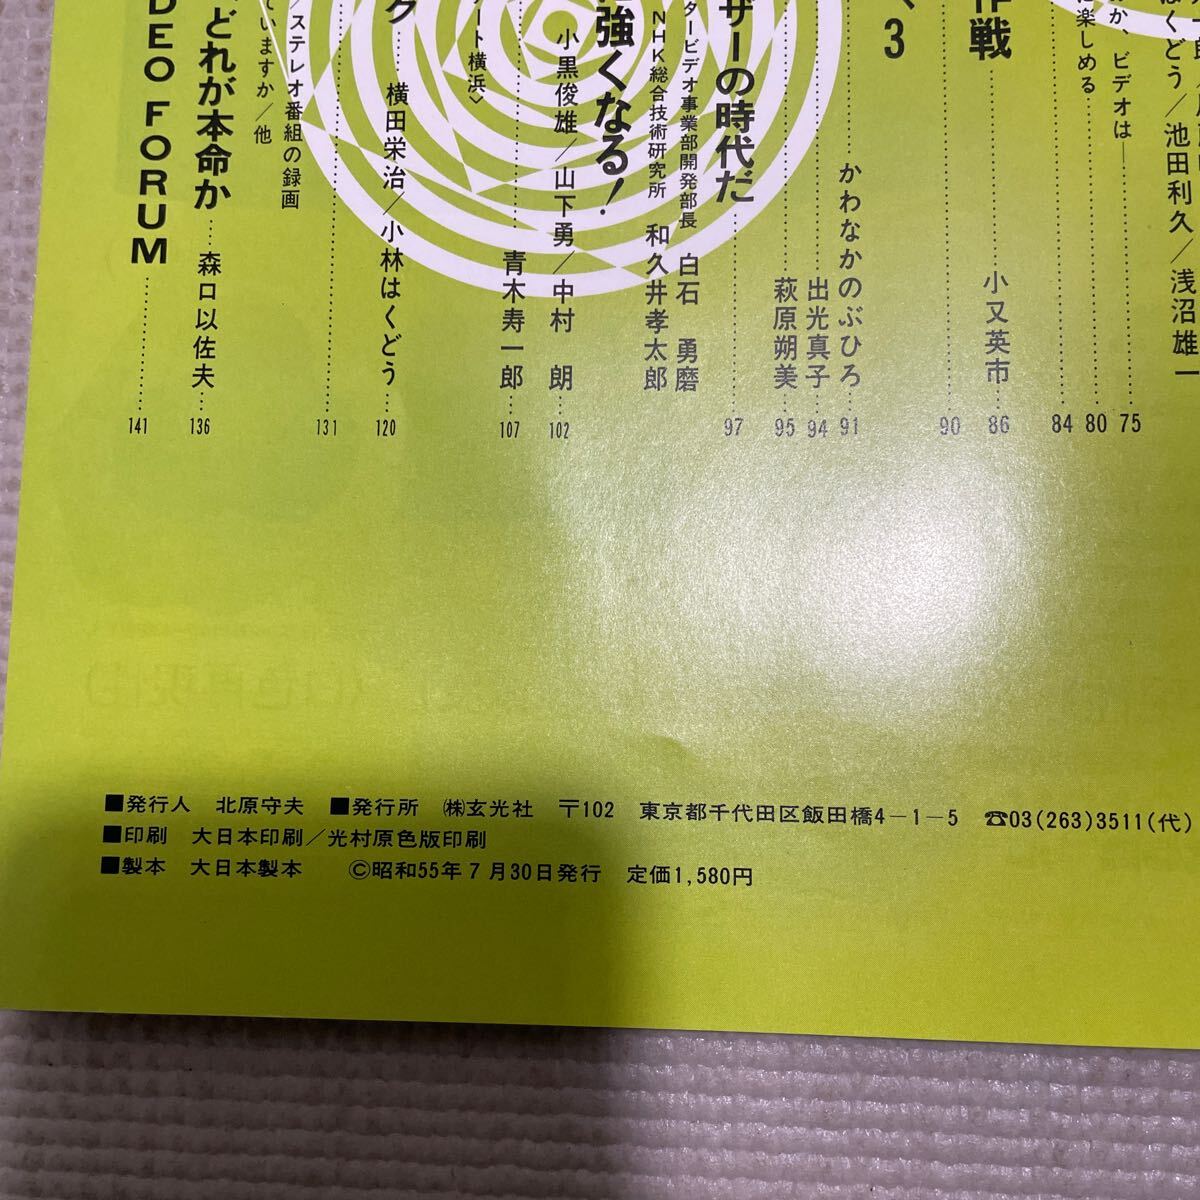 くどう／池田利久／浅沼雄一
ビデオは──
に楽しめる
75
80
84
作戦
小又英市
86
90
3
かわなかのぶひろ
91
出光真子
94
萩原朔美
95
ザーの時代だ
97
タービデオ事業部開発部長 白石 勇磨
NHK総合技術研究所 和久井孝太郎
強くなる！
小黒俊雄／山下勇／中村 朗
102
ート横浜〉
青木寿一郎
107
ク
横田栄治／小林はくどう
120
131
／ステレオ番組の録画
ていますか／他
どれが本命か
森口以佐夫
136
DEO FORUM
141
■発行人 北原守夫 ■発行所 ㈱玄光社 〒102 東京都千代田区飯田橋4－1－5 ☎03(263)3511(代)
■印刷 大日本印刷／光村原色版印刷
■製本 大日本製本 ©昭和55年7月30日発行 定価1,580円